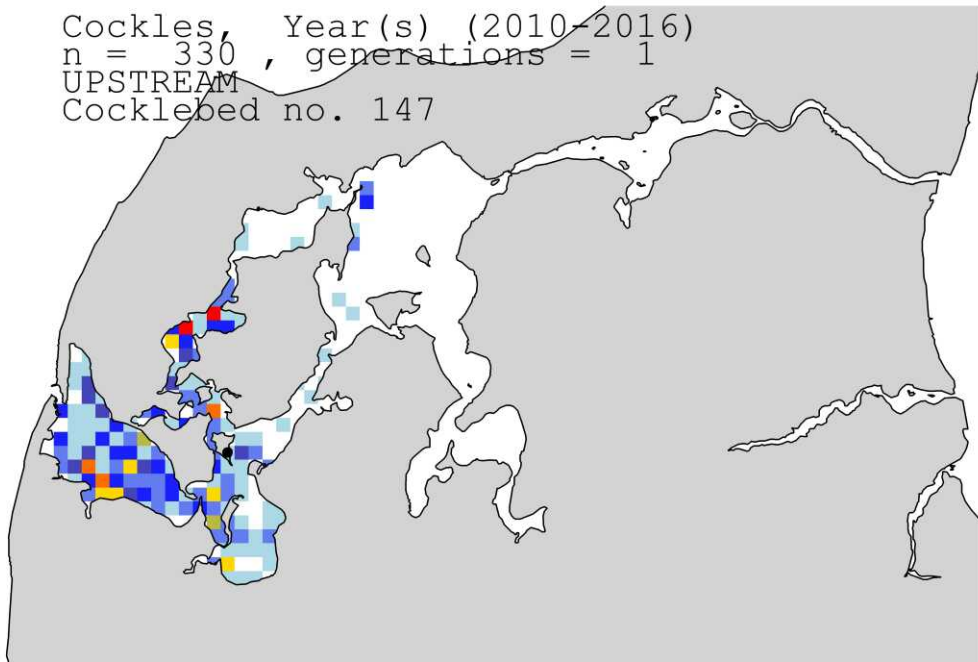 Cockles, Year(s) (2010-2016)
n = 330 , generations = 1
UPSTREAM
Cocklebed no. 147